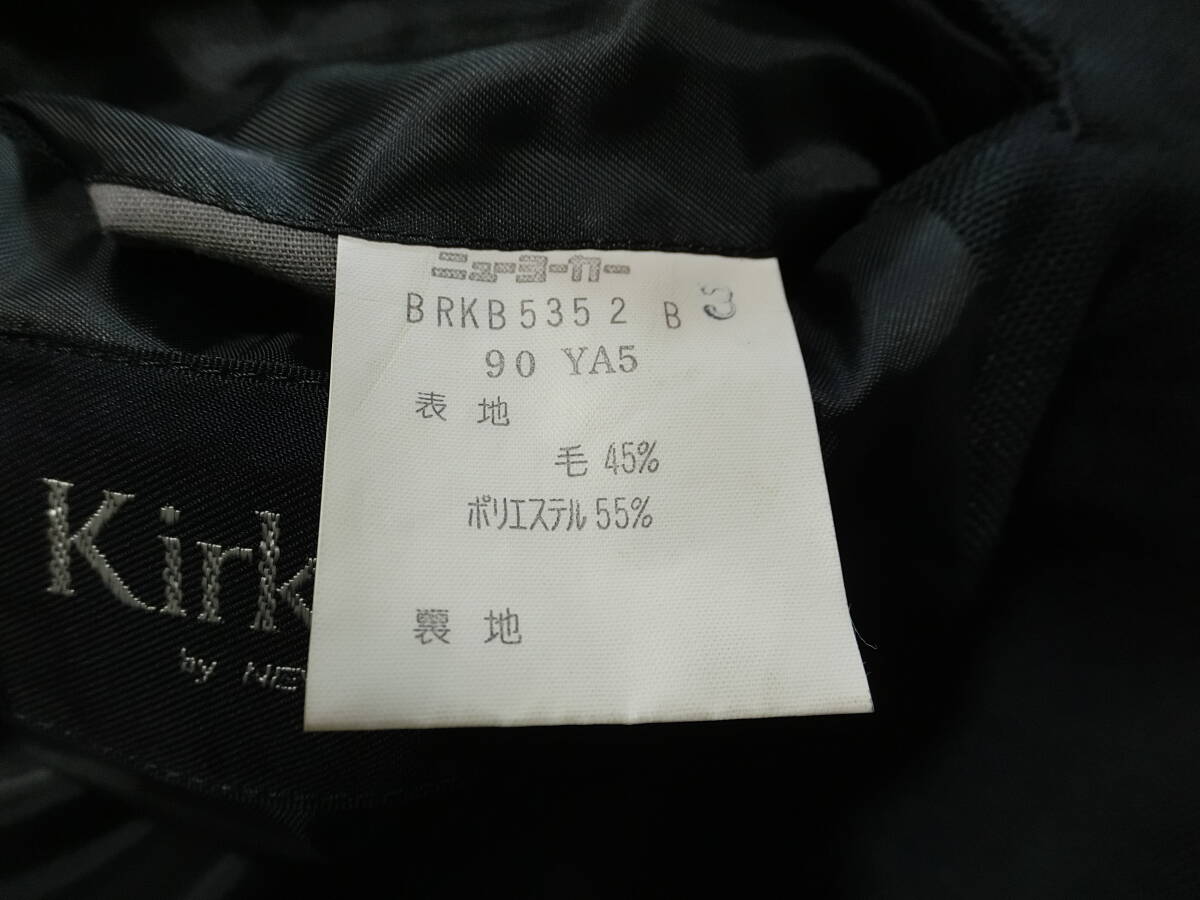 ニューヨーカー
BRKB5352 B 3
90 YA5
表地
毛 45%
ポリエステル 55%
裏地
Kirk
by NE